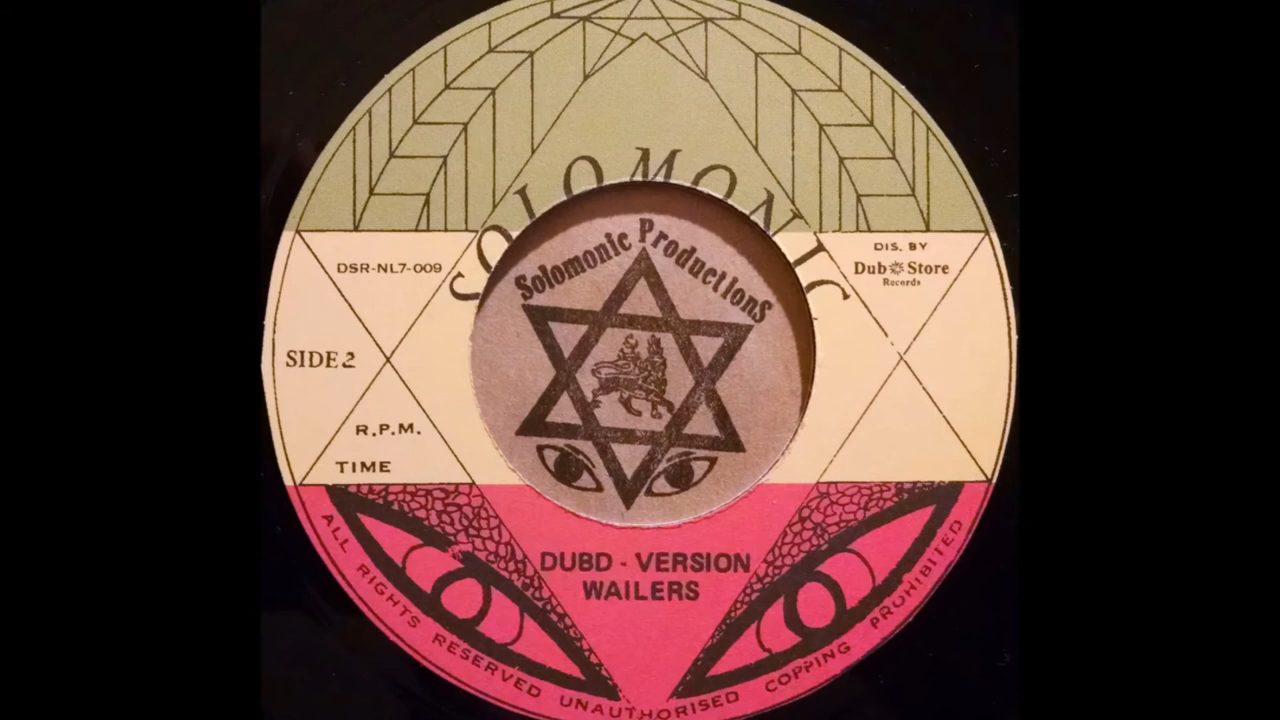 SOLOMONIC
Solomonic ProductionS
DSR-NL7-009
DIS. BY
Dub Store
Records
SIDE 2
R.P.M.
TIME
DUBD - VERSION
WAILERS
ALL RIGHTS RESERVED UNAUTHORISED COPPING PROHIBITED